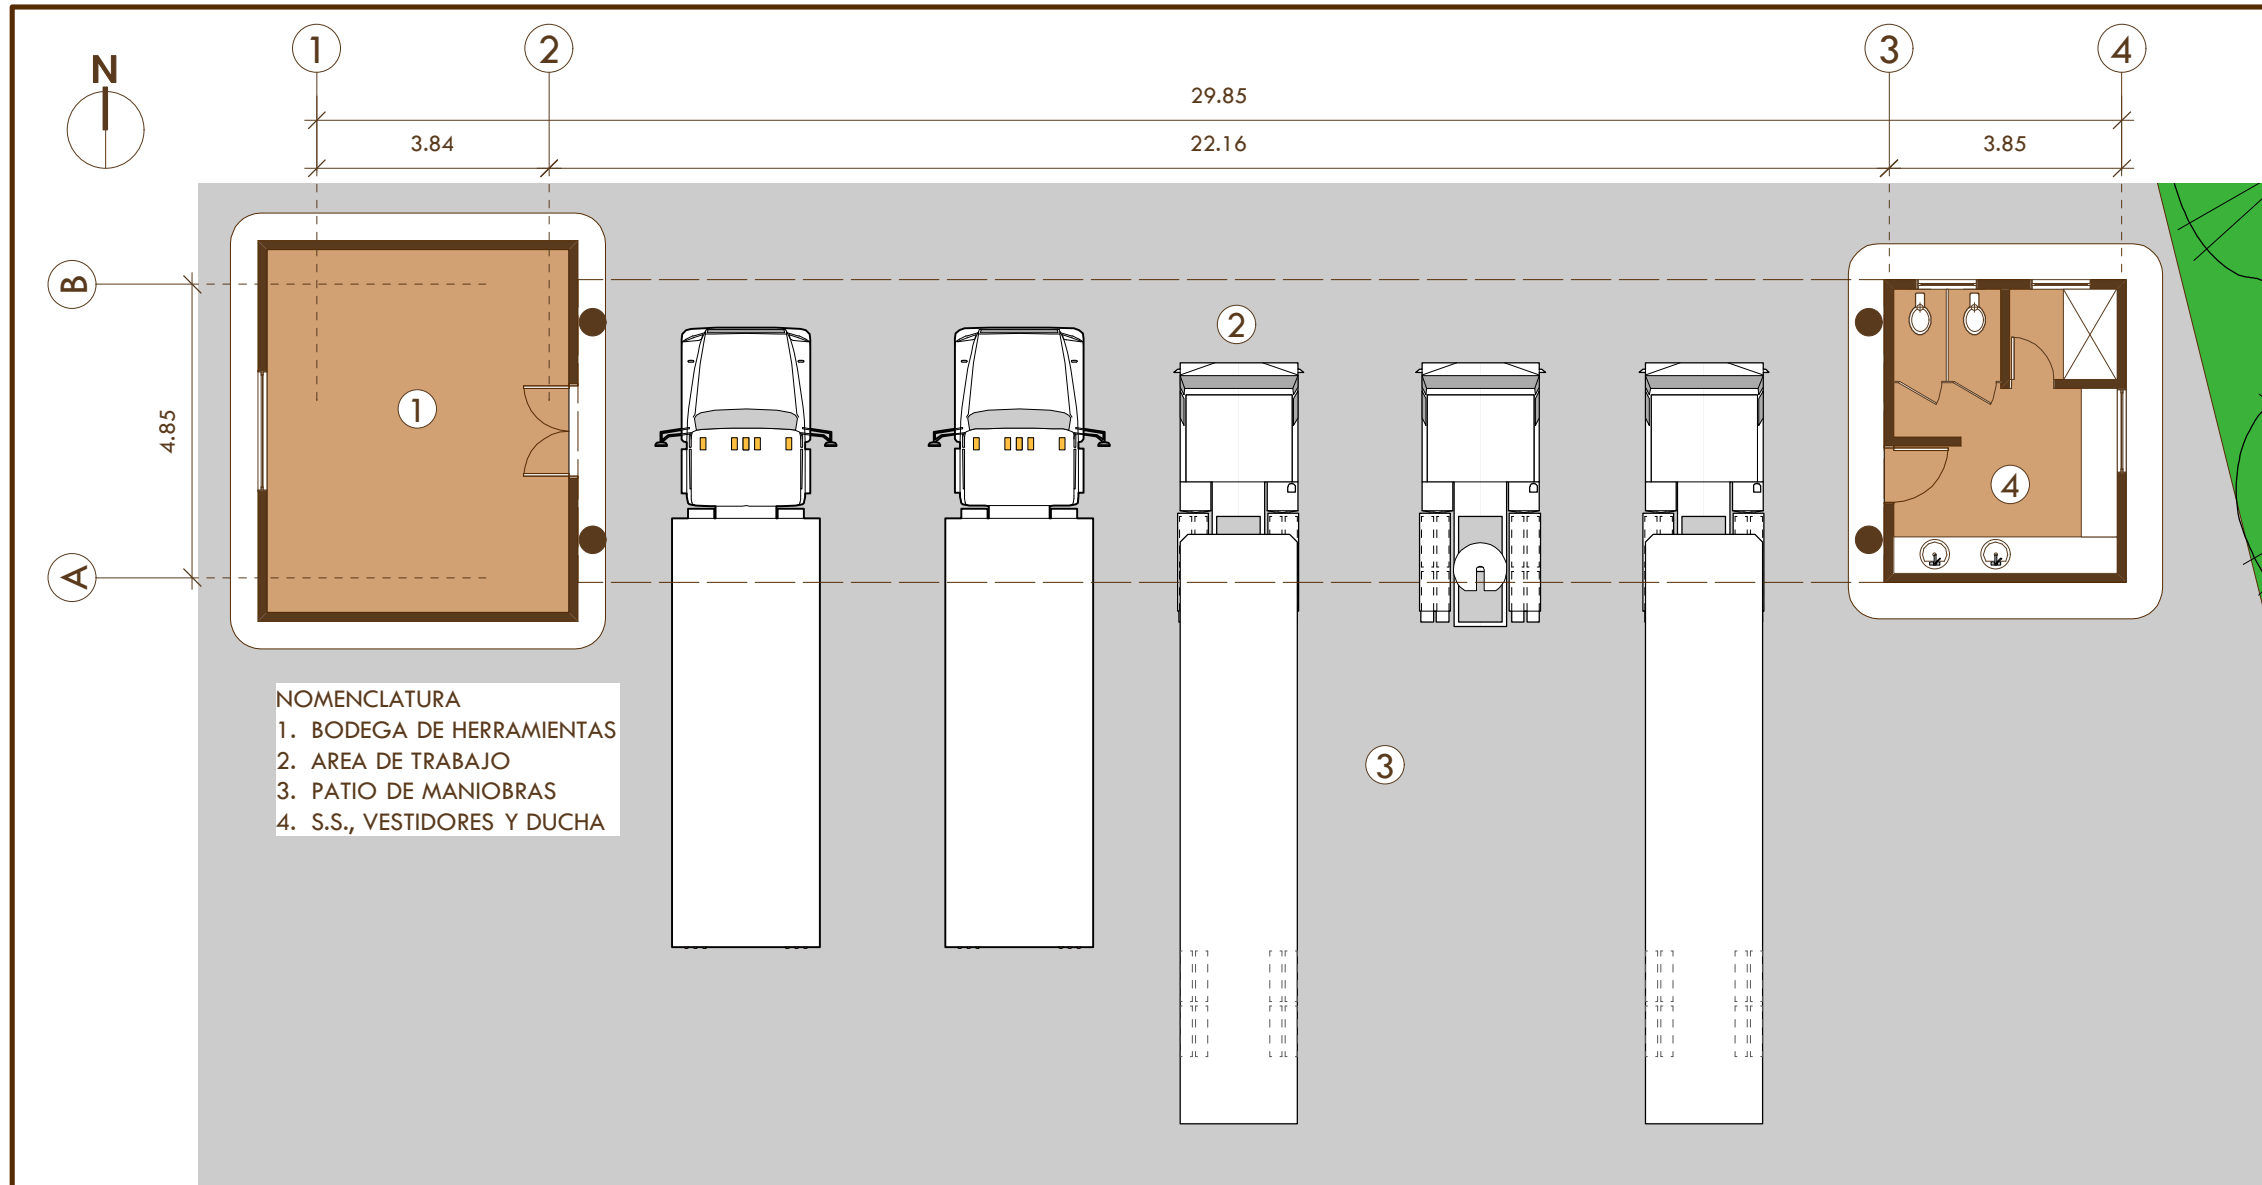 N
1
2
3
4
29.85
3.84
22.16
3.85
B
A
4.85
1
2
3
4
NOMENCLATURA
1. BODEGA DE HERRAMIENTAS
2. AREA DE TRABAJO
3. PATIO DE MANIOBRAS
4. S.S., VESTIDORES Y DUCHA